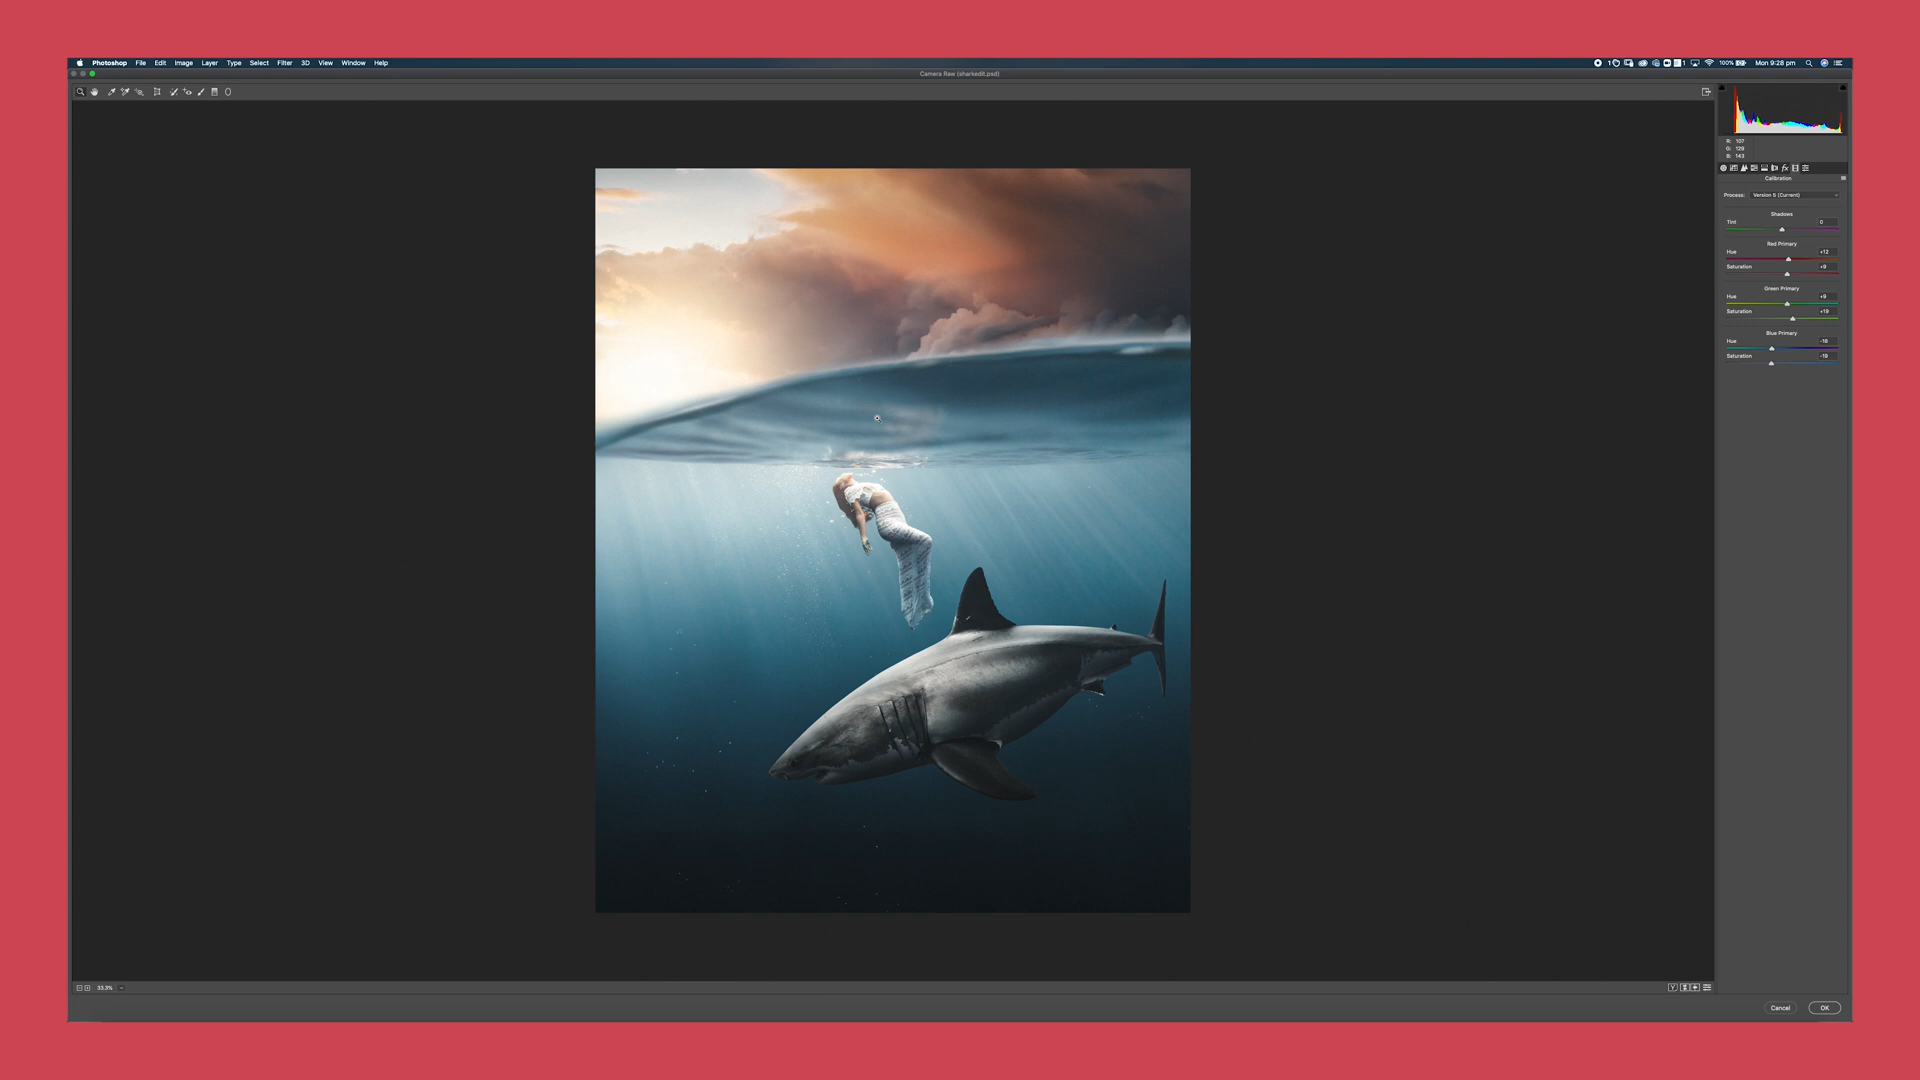 Photoshop File Edit Image Layer Type Select Filter 3D View Window Help
100% Mon 9:28 pm
Camera Raw (sharkedit.psd)
R: 107
G: 129
B: 143
fx
Calibration
Process: Version 5 (Current)
Shadows
Tint 0
Red Primary
Hue +12
Saturation +9
Green Primary
Hue +9
Saturation +19
Blue Primary
Hue -18
Saturation -19
33.3%
Y
Cancel OK